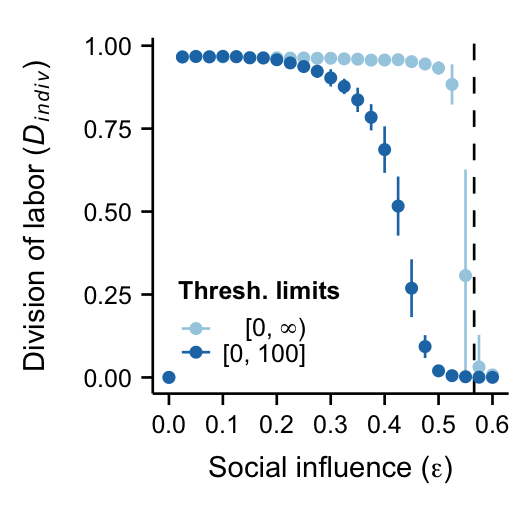 1.00
0.75
0.50
0.25
0.00
Division of labor (D_indiv)
Thresh. limits
[0, ∞)
[0, 100]
0.0 0.1 0.2 0.3 0.4 0.5 0.6
Social influence (ε)